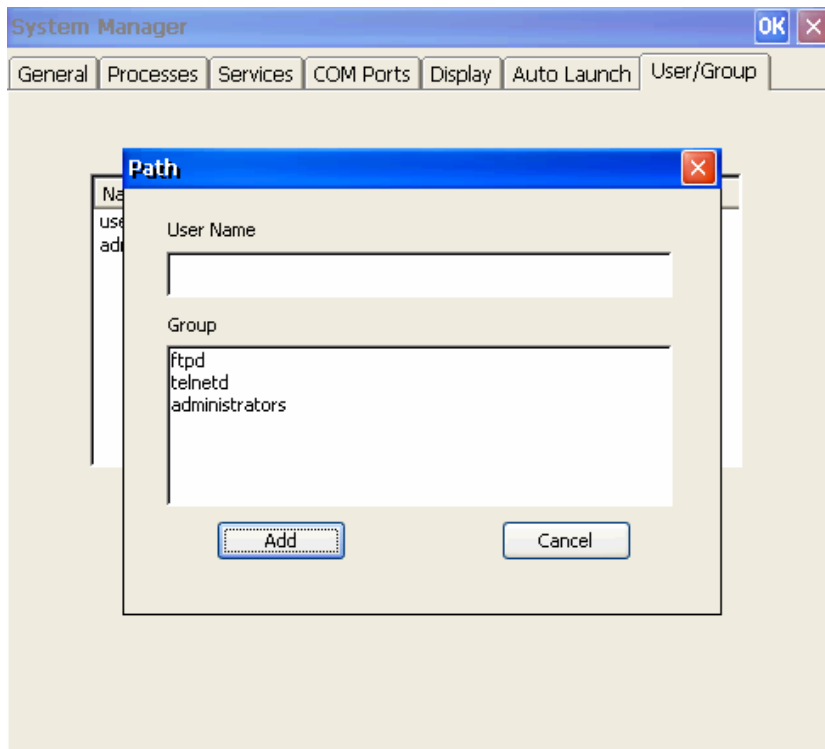 System Manager OK
General Processes Services COM Ports Display Auto Launch User/Group
Path
User Name
Group
ftpd
telnetd
administrators
Add Cancel